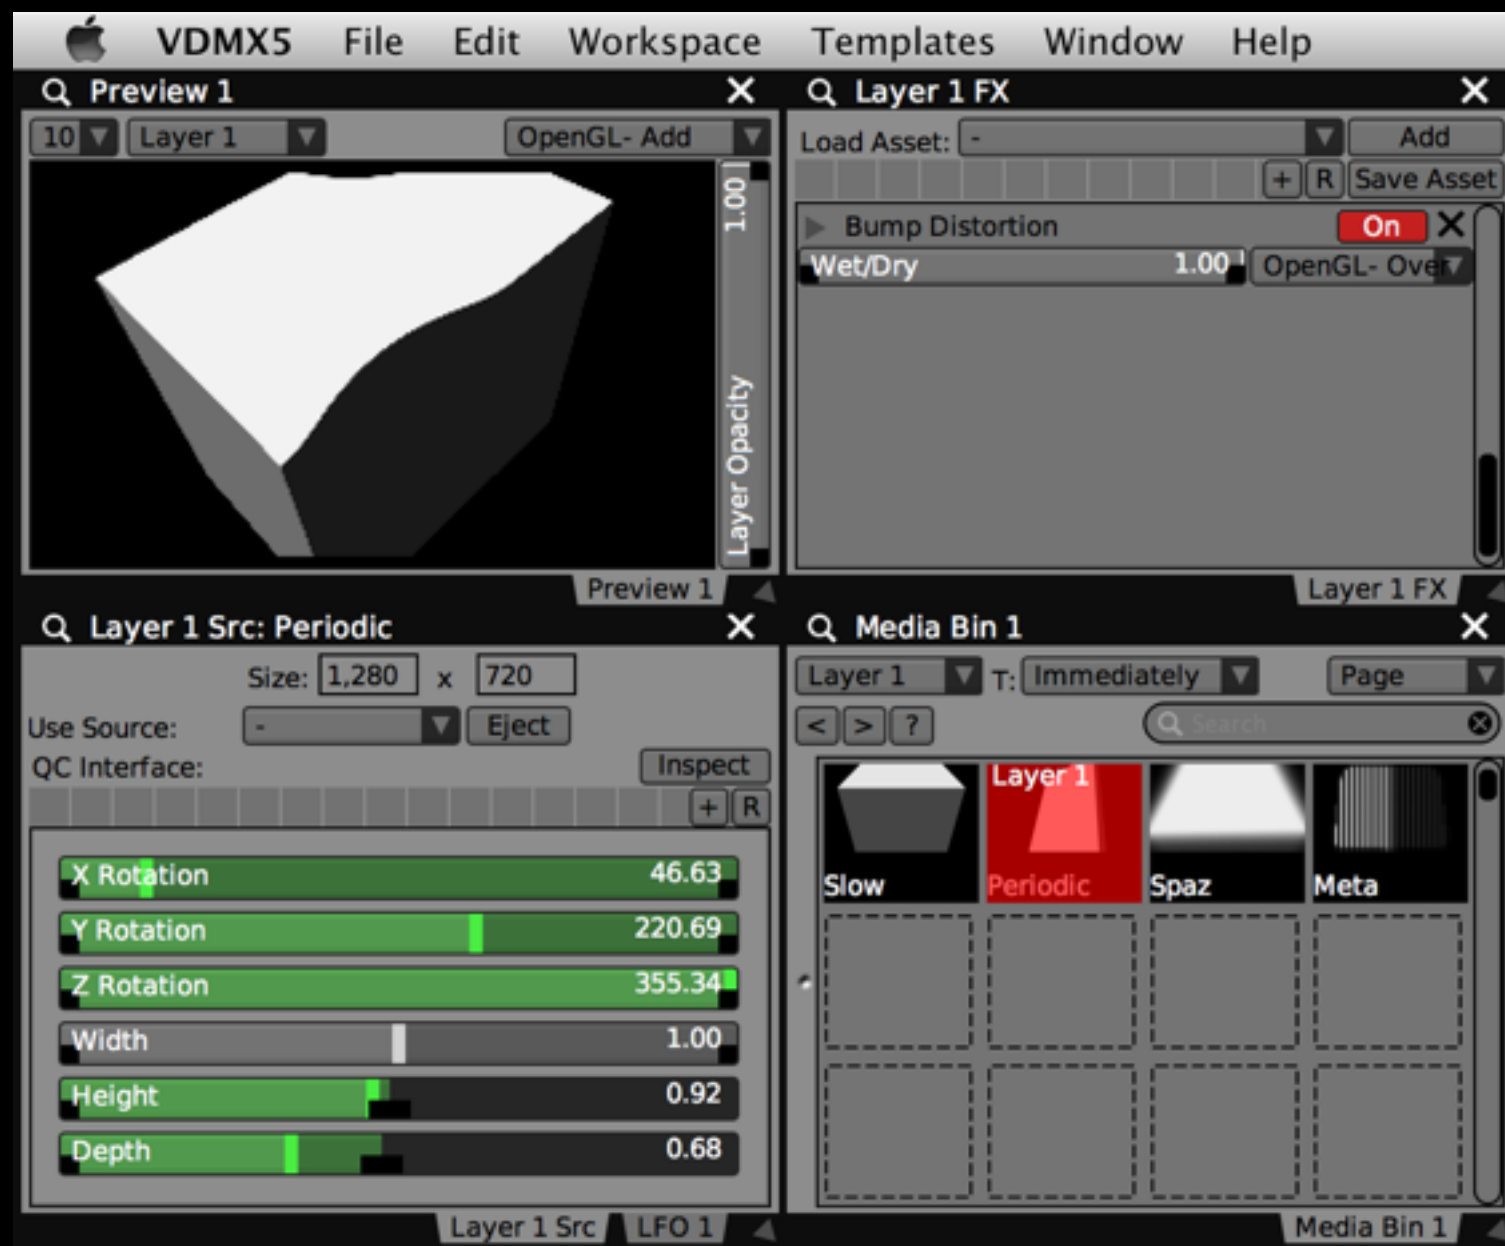 VDMX5 File Edit Workspace Templates Window Help
Preview 1
10 Layer 1 OpenGL- Add
1.00
Layer Opacity
Preview 1
Layer 1 FX
Load Asset: - Add
+ R Save Asset
Bump Distortion On
Wet/Dry 1.00 OpenGL- Over
Layer 1 FX
Layer 1 Src: Periodic
Size: 1,280 x 720
Use Source: - Eject
QC Interface: Inspect
+ R
X Rotation 46.63
Y Rotation 220.69
Z Rotation 355.34
Width 1.00
Height 0.92
Depth 0.68
Layer 1 Src LFO 1
Media Bin 1
Layer 1 T: Immediately Page
< > ? Search
Layer 1
Slow Periodic Spaz Meta
Media Bin 1